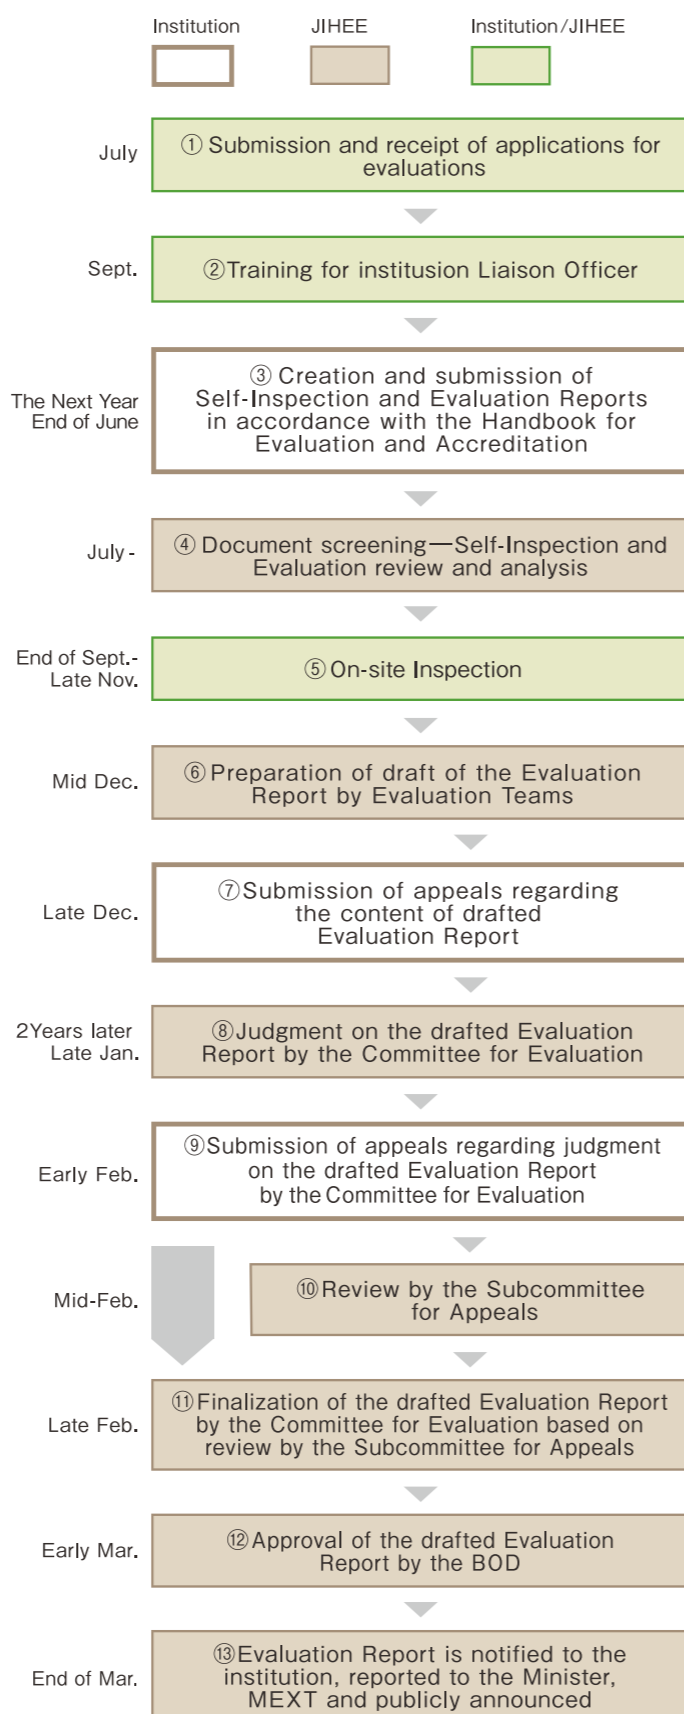 Institution
JIHEE
Institution/JIHEE
July
① Submission and receipt of applications for
evaluations
Sept.
②Training for institusion Liaison Officer
The Next Year
End of June
③ Creation and submission of
Self-Inspection and Evaluation Reports
in accordance with the Handbook for
Evaluation and Accreditation
July -
④ Document screening—Self-Inspection and
Evaluation review and analysis
End of Sept.-
Late Nov.
⑤On-site Inspection
Mid Dec.
⑥Preparation of draft of the Evaluation
Report by Evaluation Teams
Late Dec.
⑦Submission of appeals regarding
the content of drafted
Evaluation Report
2Years later
Late Jan.
⑧Judgment on the drafted Evaluation
Report by the Committee for Evaluation
Early Feb.
⑨Submission of appeals regarding judgment
on the drafted Evaluation Report
by the Committee for Evaluation
Mid-Feb.
⑩Review by the Subcommittee
for Appeals
Late Feb.
⑪Finalization of the drafted Evaluation Report
by the Committee for Evaluation based on
review by the Subcommittee for Appeals
Early Mar.
⑫Approval of the drafted Evaluation
Report by the BOD
End of Mar.
⑬Evaluation Report is notified to the
institution, reported to the Minister,
MEXT and publicly announced